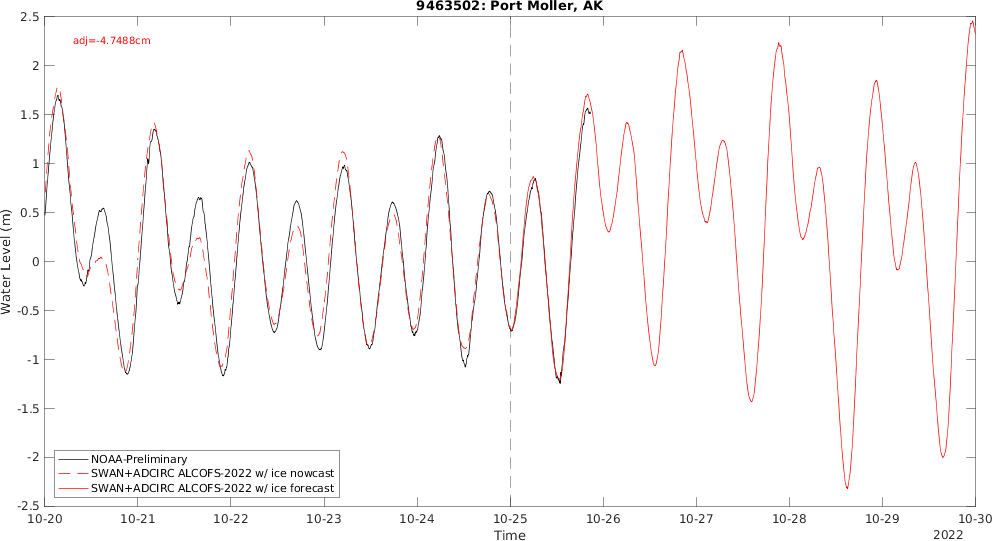 9463502: Port Moller, AK
adj=-4.7488cm
Water Level (m)
2.5
2
1.5
1
0.5
0
-0.5
-1
-1.5
-2
-2.5
NOAA-Preliminary
SWAN+ADCIRC ALCOFS-2022 w/ ice nowcast
SWAN+ADCIRC ALCOFS-2022 w/ ice forecast
10-20 10-21 10-22 10-23 10-24 10-25 10-26 10-27 10-28 10-29 10-30
Time
2022